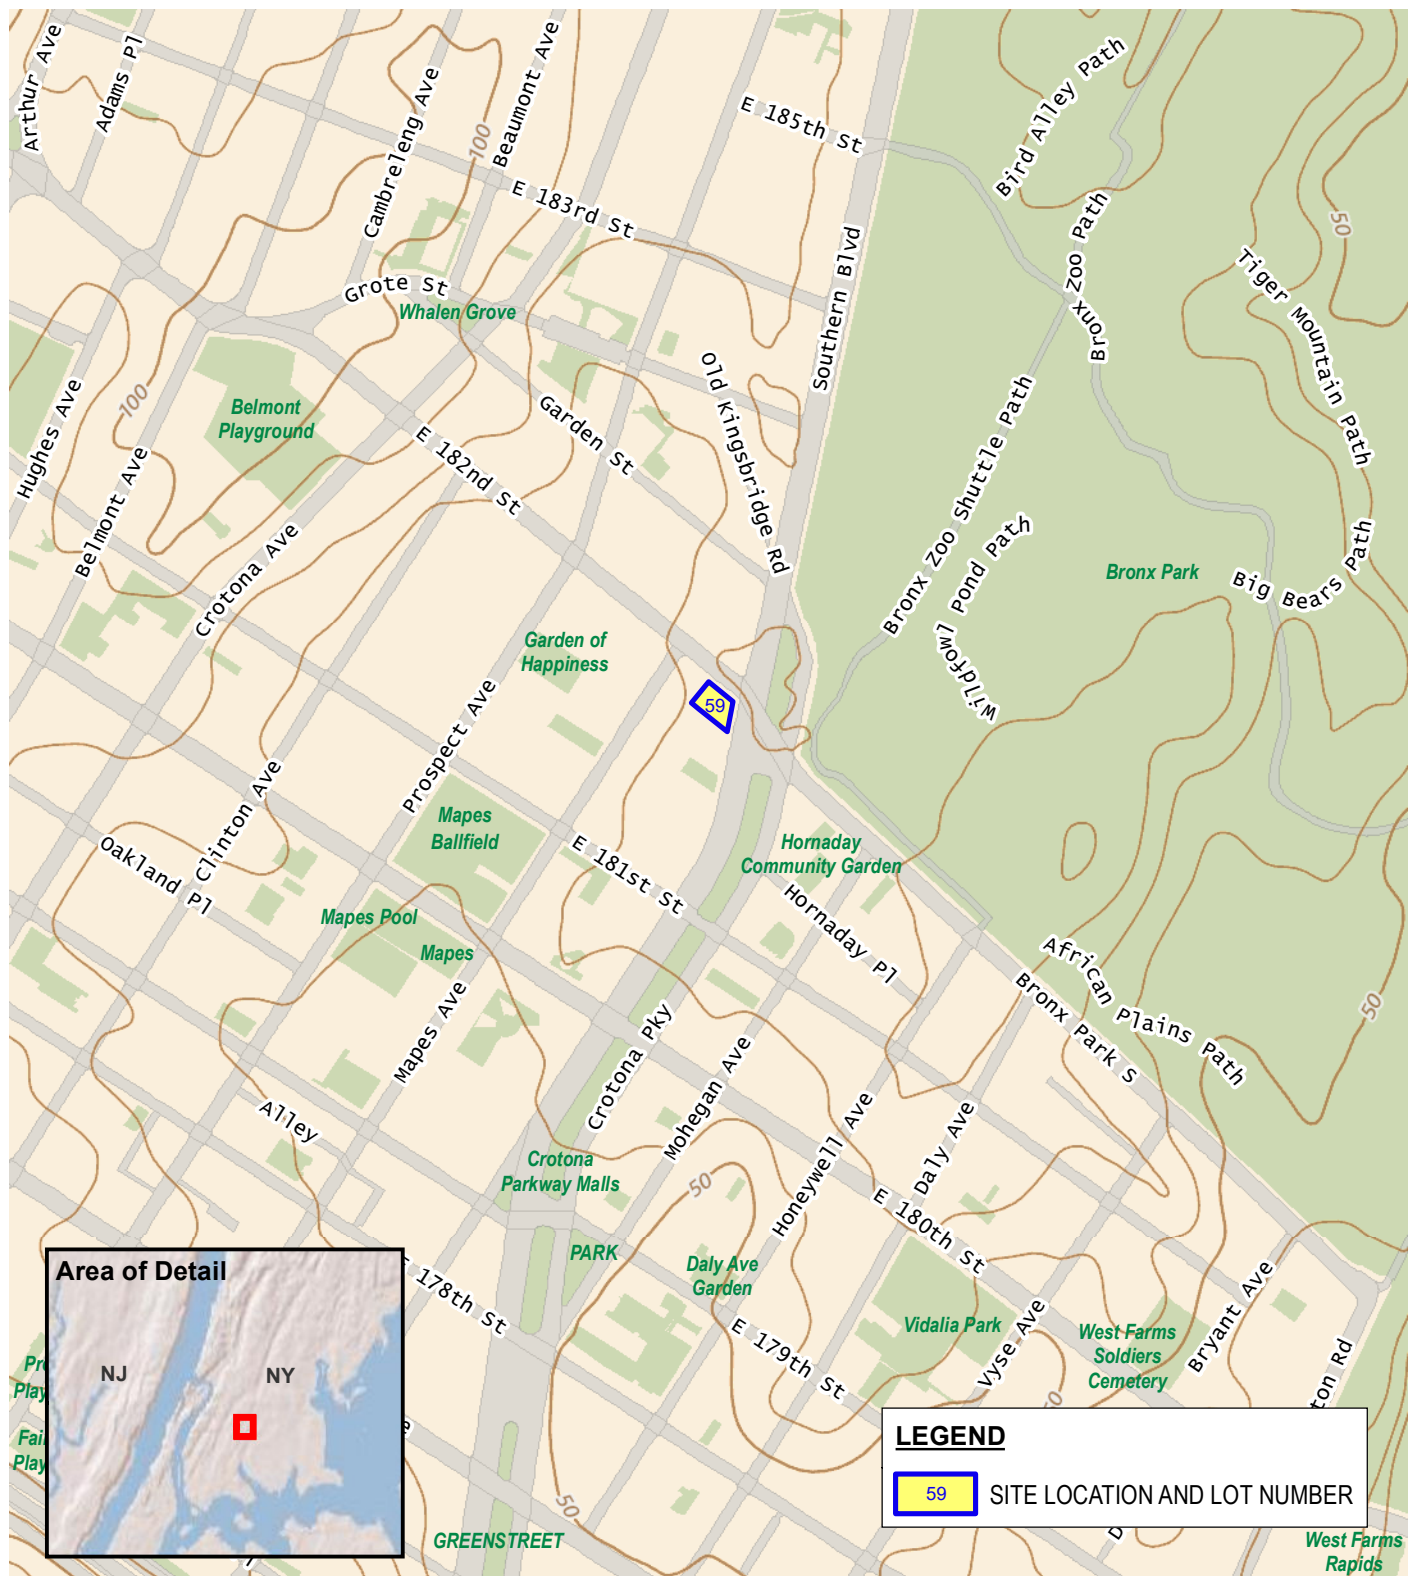 Arthur Ave
Adams Pl
Cambreleng Ave
100
Beaumont Ave
E 183rd St
E 185th St
Bird Alley Path
Bronx Zoo Path
50
Tiger Mountain Path
Grote St
Whalen Grove
Southern Blvd
Old Kingsbridge Rd
Hughes Ave
100
Belmont
Playground
Garden St
E 182nd St
Belmont Ave
Crotona Ave
Bronx Zoo Shuttle Path
Wildfowl Pond Path
Bronx Park
Big Bears Path
Garden of
Happiness
59
Prospect Ave
Clinton Ave
Oakland Pl
Mapes
Ballfield
E 181st St
Hornaday
Community Garden
Hornaday Pl
Mapes Pool
Mapes
Mapes Ave
African Plains Path
Bronx Park S
50
Crotona Pky
Mohegan Ave
Alley
Honeywell Ave
Daly Ave
Crotona
Parkway Malls
50
E 180th St
PARK
Daly Ave
Garden
E 178th St
E 179th St
Vidalia Park
Vyse Ave
West Farms
Soldiers
Cemetery
Bryant Ave
ton Rd
Area of Detail
NJ
NY
50
GREENSTREET
LEGEND
59
SITE LOCATION AND LOT NUMBER
West Farms
Rapids